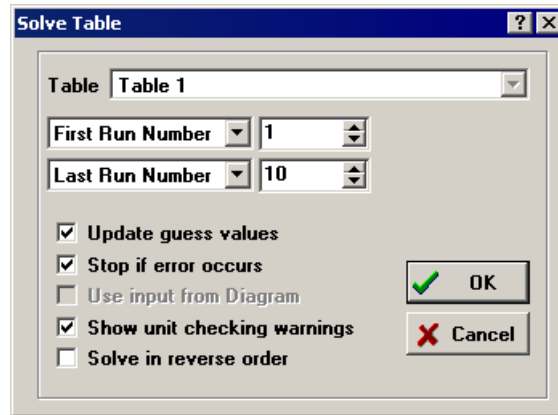 Solve Table
Table Table 1
First Run Number 1
Last Run Number 10
Update guess values
Stop if error occurs
Use input from Diagram
Show unit checking warnings
Solve in reverse order
OK
Cancel